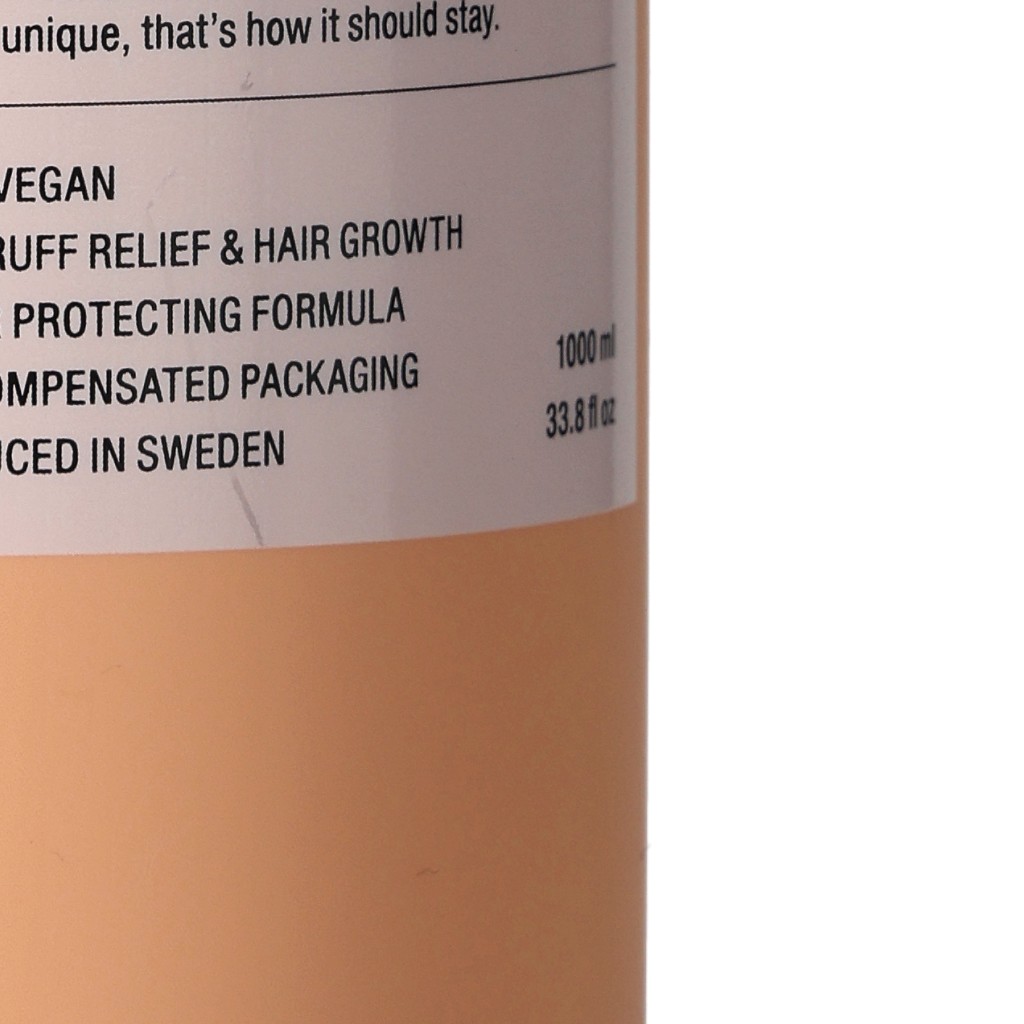 unique, that's how it should stay.
VEGAN
RUFF RELIEF & HAIR GROWTH
PROTECTING FORMULA
OMPENSATED PACKAGING
UCED IN SWEDEN
1000 ml
33.8 fl oz